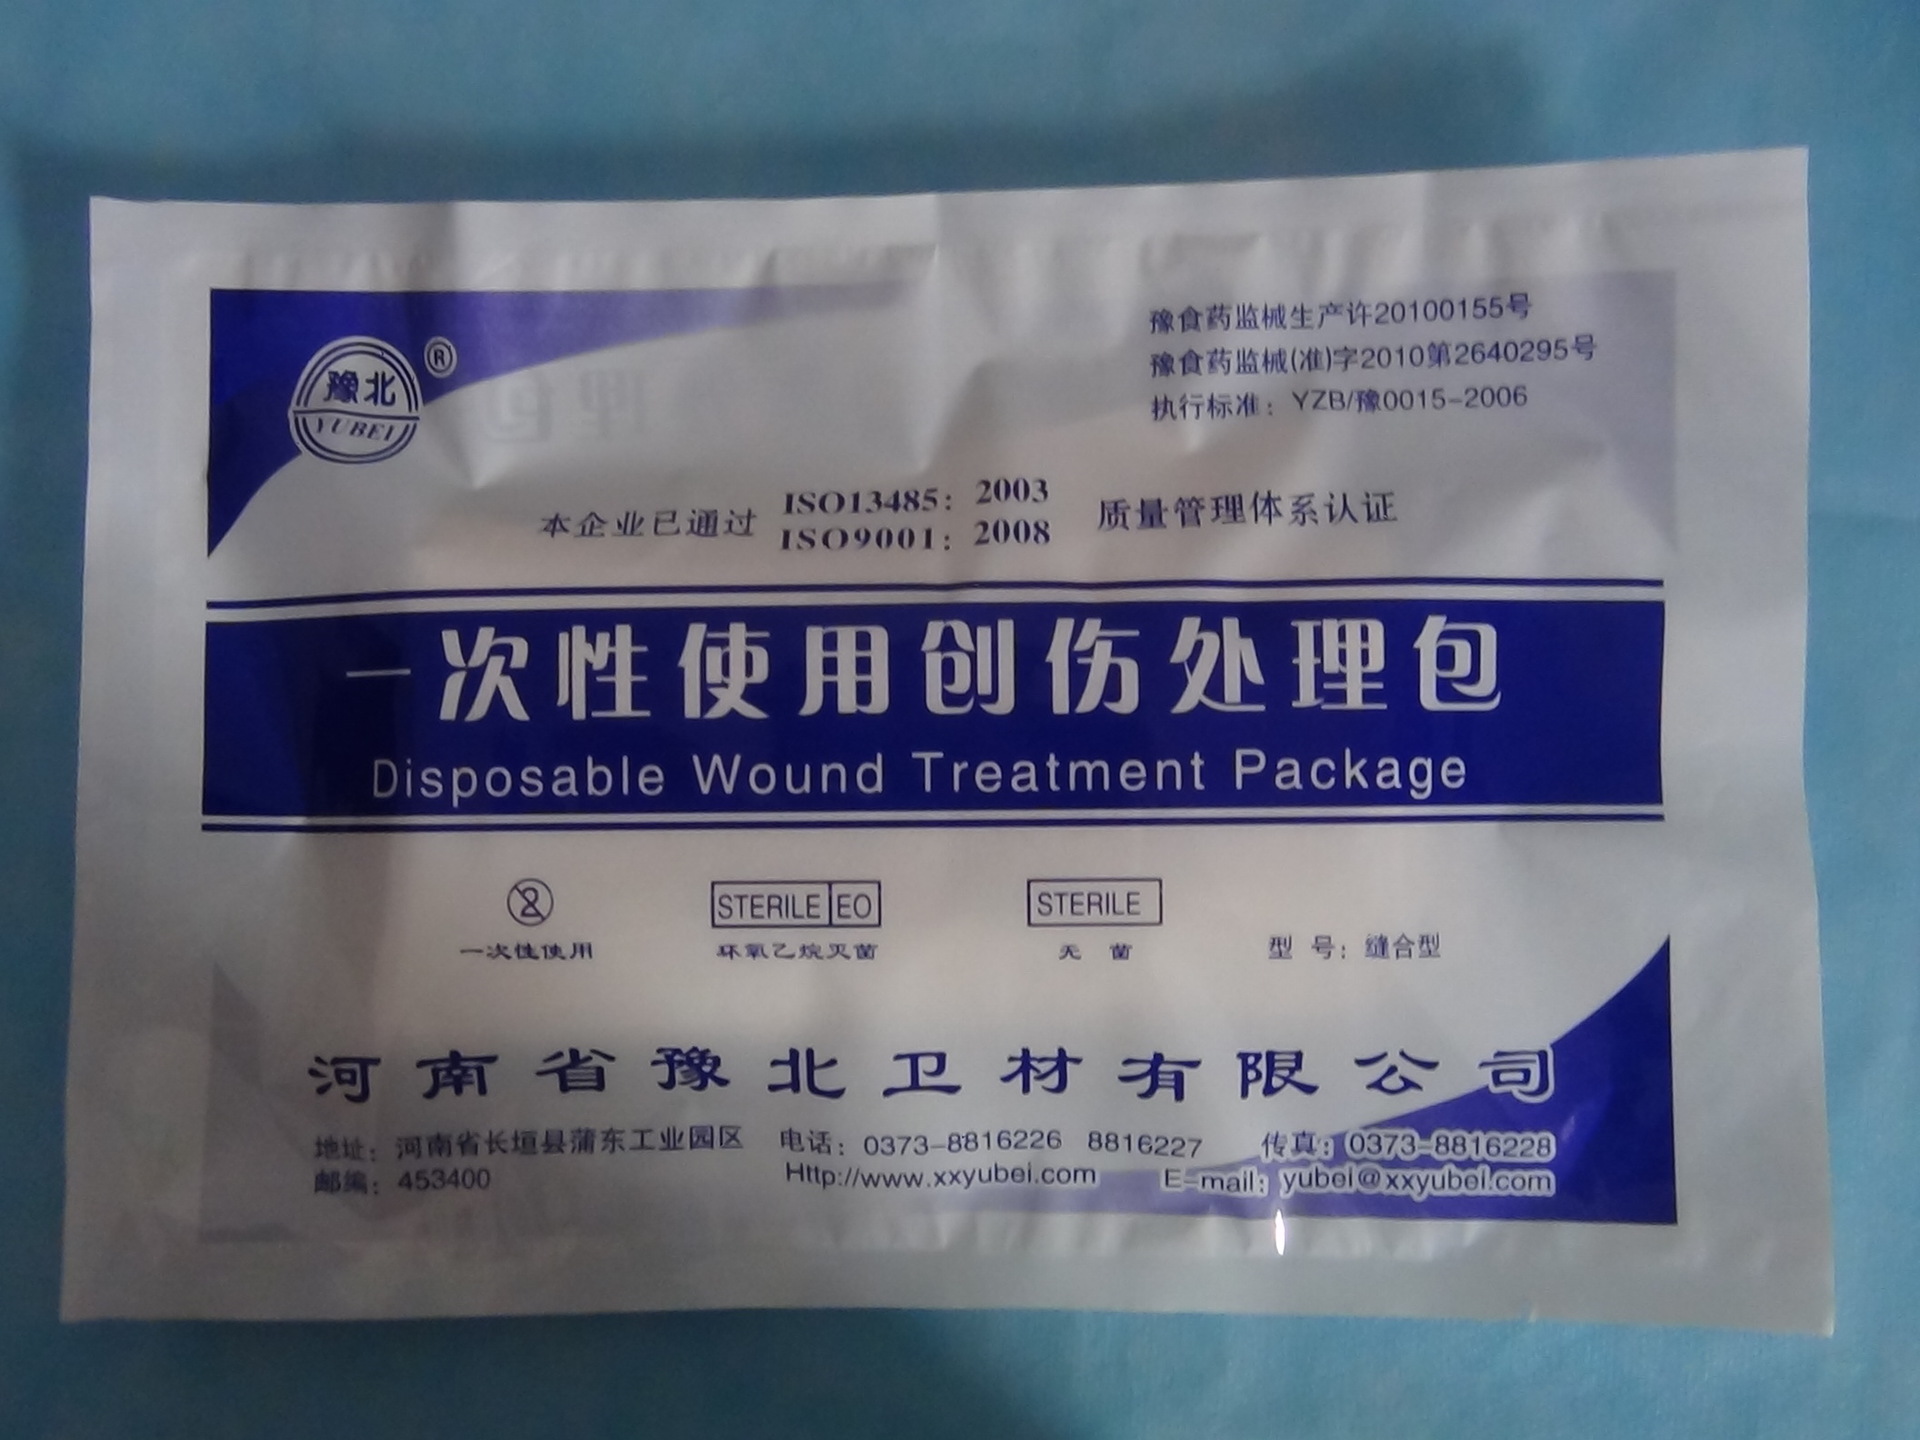 豫北
YUBEI
®
豫食药监械生产许20100155号
豫食药监械(准)字2010第2640295号
执行标准：YZB/豫0015-2006
本企业已通过 ISO13485：2003 质量管理体系认证
ISO9001：2008
一次性使用创伤处理包
Disposable Wound Treatment Package
2 STERILE EO STERILE
一次性使用 环氧乙烷灭菌 无 菌 型 号：缝合型
河南省豫北卫材有限公司
地址：河南省长垣县蒲东工业园区 电话：0373-8816226 8816227 传真：0373-8816228
邮编：453400 Http://www.xxyubei.com E-mail：yubei@xxyubei.com